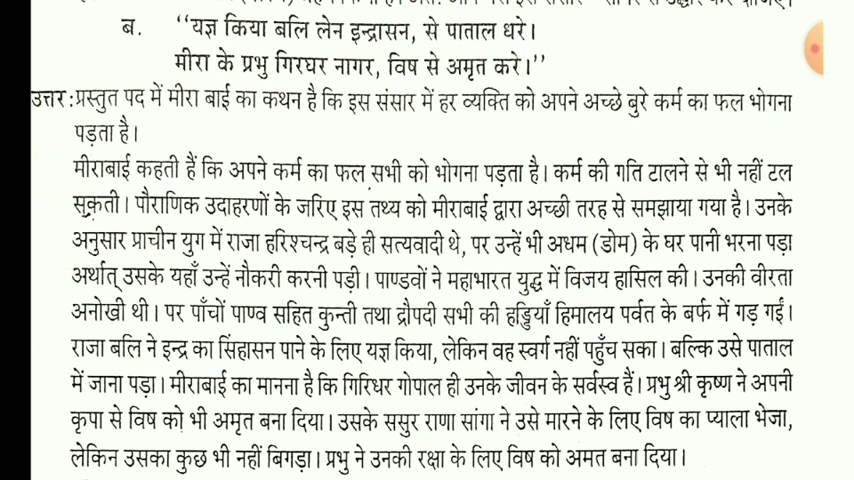 ब. ‘‘यज्ञ किया बलि लेन इन्द्रासन, से पाताल धरे।
मीरा के प्रभु गिरघर नागर, विष से अमृत करे।’’
उत्तर : प्रस्तुत पद में मीरा बाई का कथन है कि इस संसार में हर व्यक्ति को अपने अच्छे बुरे कर्म का फल भोगना
पड़ता है।
मीराबाई कहती हैं कि अपने कर्म का फल सभी को भोगना पड़ता है। कर्म की गति टालने से भी नहीं टल
सकती। पौराणिक उदाहरणों के जरिए इस तथ्य को मीराबाई द्वारा अच्छी तरह से समझाया गया है। उनके
अनुसार प्राचीन युग में राजा हरिश्चन्द्र बड़े ही सत्यवादी थे, पर उन्हें भी अधम (डोम) के घर पानी भरना पड़ा
अर्थात् उसके यहाँ उन्हें नौकरी करनी पड़ी। पाण्डवों ने महाभारत युद्ध में विजय हासिल की। उनकी वीरता
अनोखी थी। पर पाँचों पाण्व सहित कुन्ती तथा द्रौपदी सभी की हड्डियाँ हिमालय पर्वत के बर्फ में गड़ गईं।
राजा बलि ने इन्द्र का सिंहासन पाने के लिए यज्ञ किया, लेकिन वह स्वर्ग नहीं पहुँच सका। बल्कि उसे पाताल
में जाना पड़ा। मीराबाई का मानना है कि गिरिधर गोपाल ही उनके जीवन के सर्वस्व हैं। प्रभु श्री कृष्ण ने अपनी
कृपा से विष को भी अमृत बना दिया। उसके ससुर राणा सांगा ने उसे मारने के लिए विष का प्याला भेजा,
लेकिन उसका कुछ भी नहीं बिगड़ा। प्रभु ने उनकी रक्षा के लिए विष को अमत बना दिया।